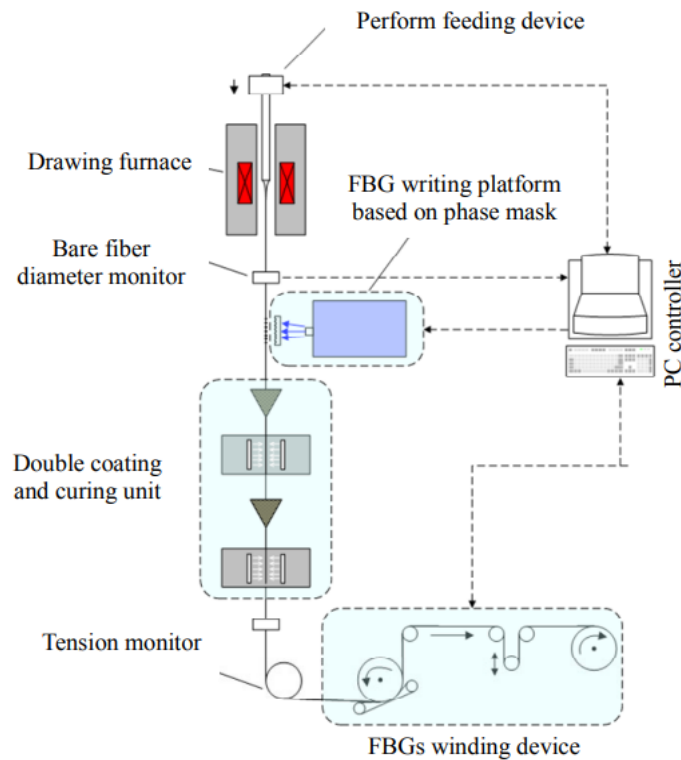 Perform feeding device
Drawing furnace
FBG writing platform
based on phase mask
Bare fiber
diameter monitor
PC controller
Double coating
and curing unit
Tension monitor
FBGs winding device